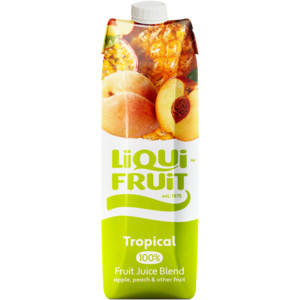 LiQUi
FRUiT
est. 1975
Tropical
100%
Fruit Juice Blend
apple, peach & other fruit